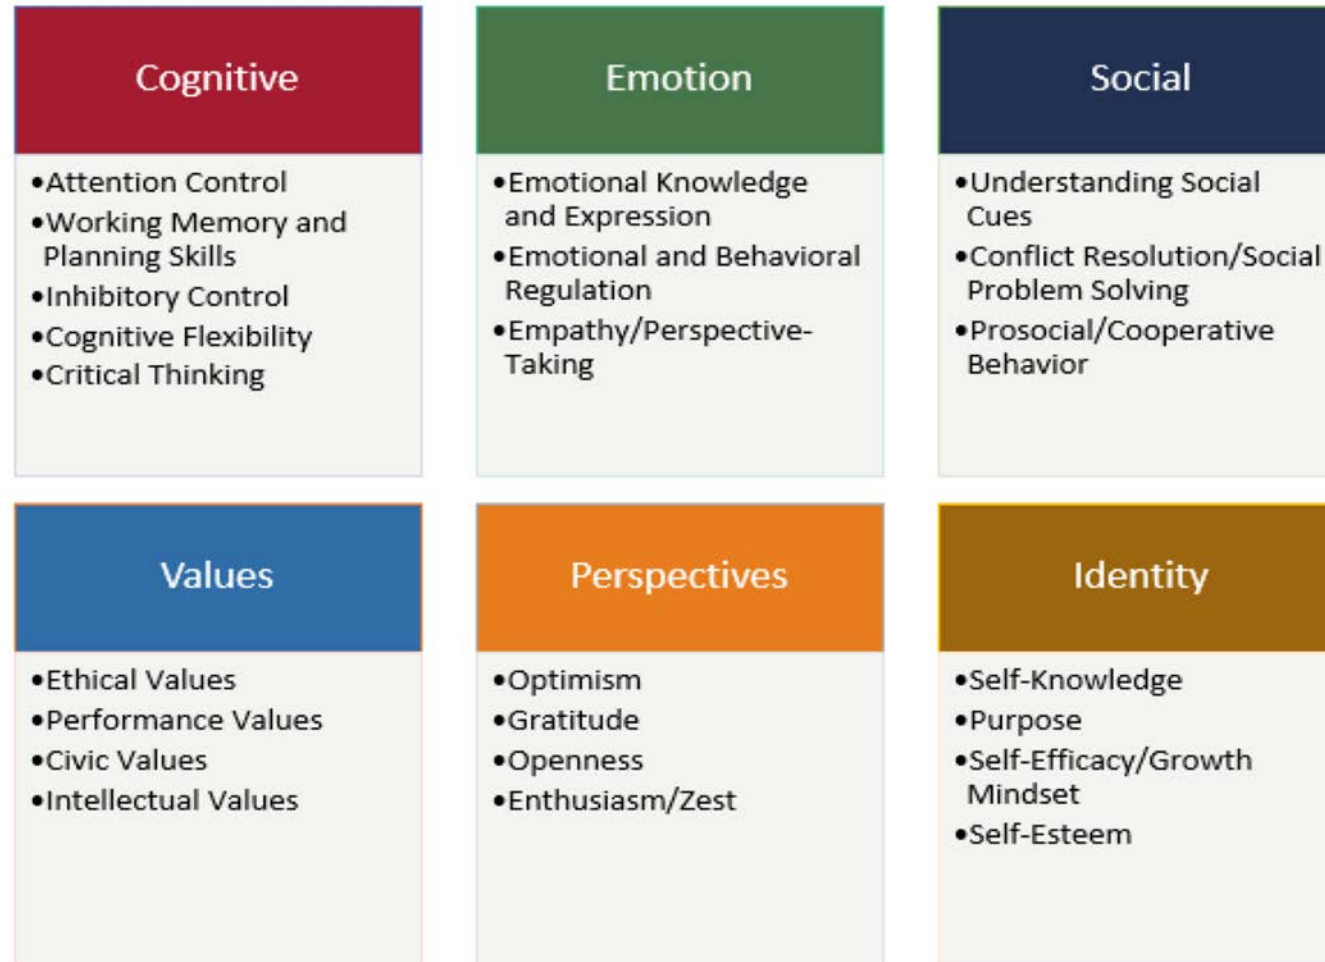 Cognitive
•Attention Control
•Working Memory and
Planning Skills
•Inhibitory Control
•Cognitive Flexibility
•Critical Thinking
Emotion
•Emotional Knowledge
and Expression
•Emotional and Behavioral
Regulation
•Empathy/Perspective-
Taking
Social
•Understanding Social
Cues
•Conflict Resolution/Social
Problem Solving
•Prosocial/Cooperative
Behavior
Values
•Ethical Values
•Performance Values
•Civic Values
•Intellectual Values
Perspectives
•Optimism
•Gratitude
•Openness
•Enthusiasm/Zest
Identity
•Self-Knowledge
•Purpose
•Self-Efficacy/Growth
Mindset
•Self-Esteem